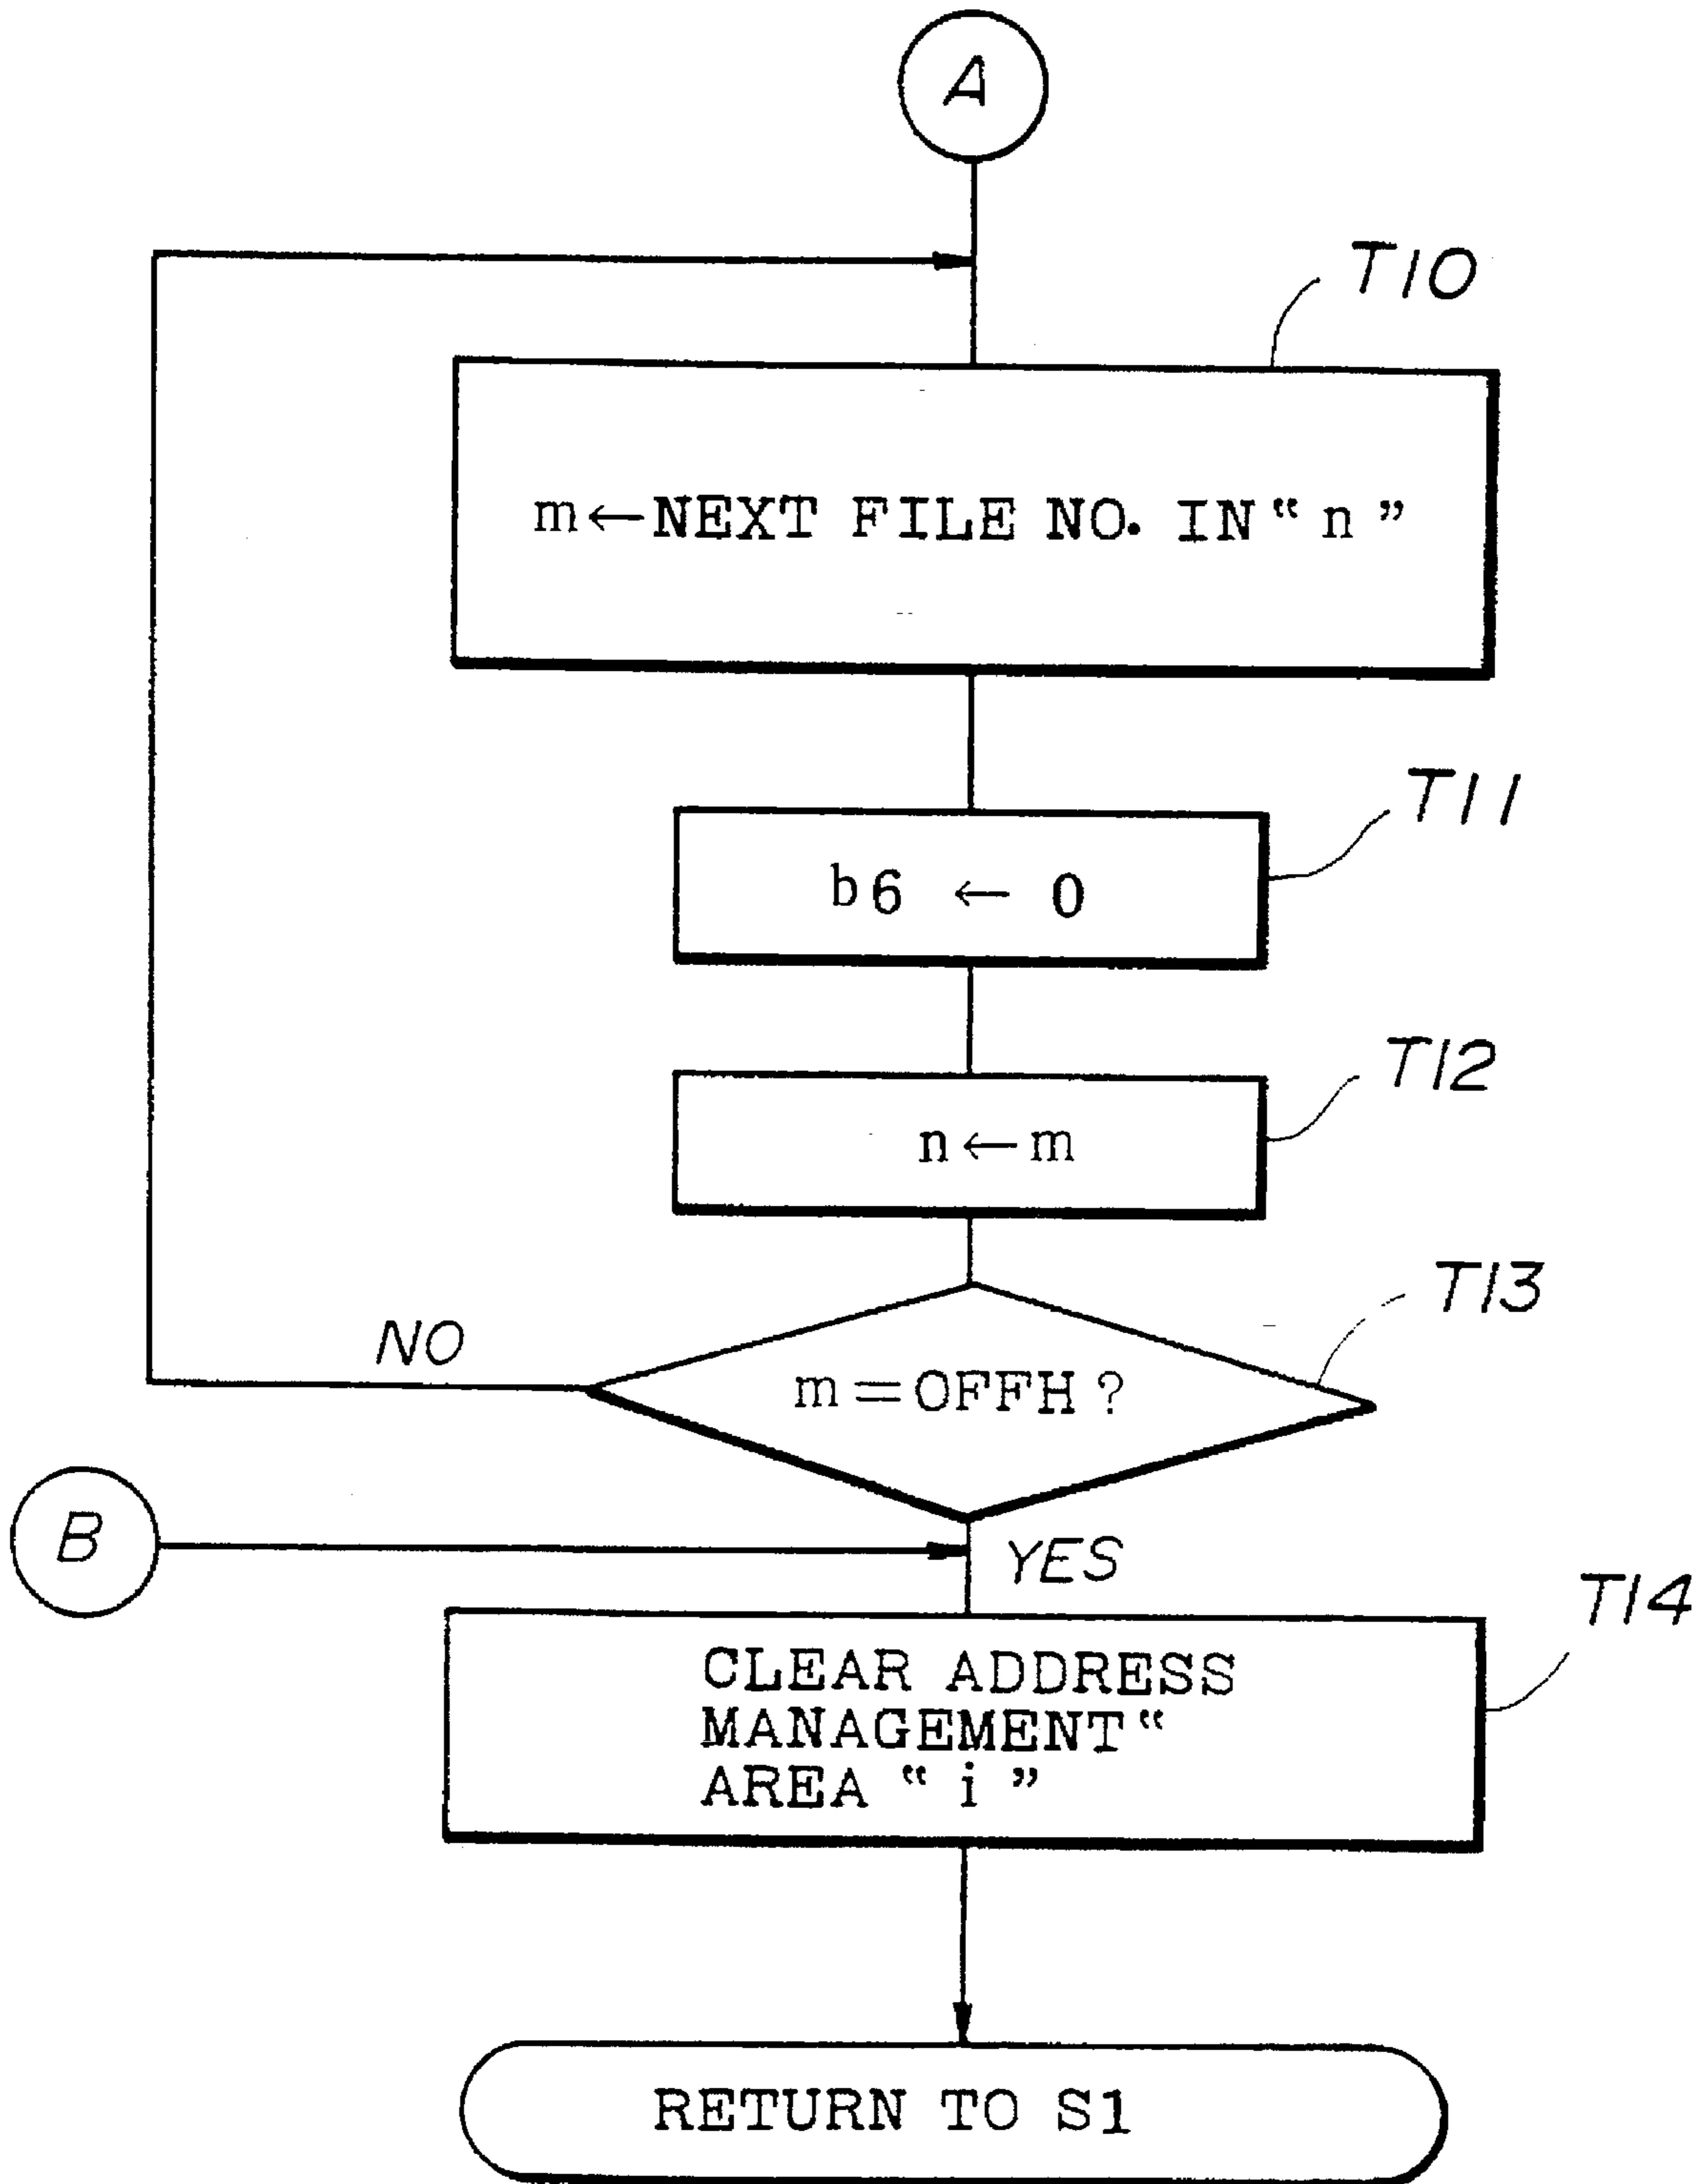 A
T10
m←NEXT FILE NO. IN “n”
T11
b6 ← 0
T12
n←m
T13
NO
m=OFFH?
B
YES
T14
CLEAR ADDRESS
MANAGEMENT“
AREA “i”
RETURN TO S1